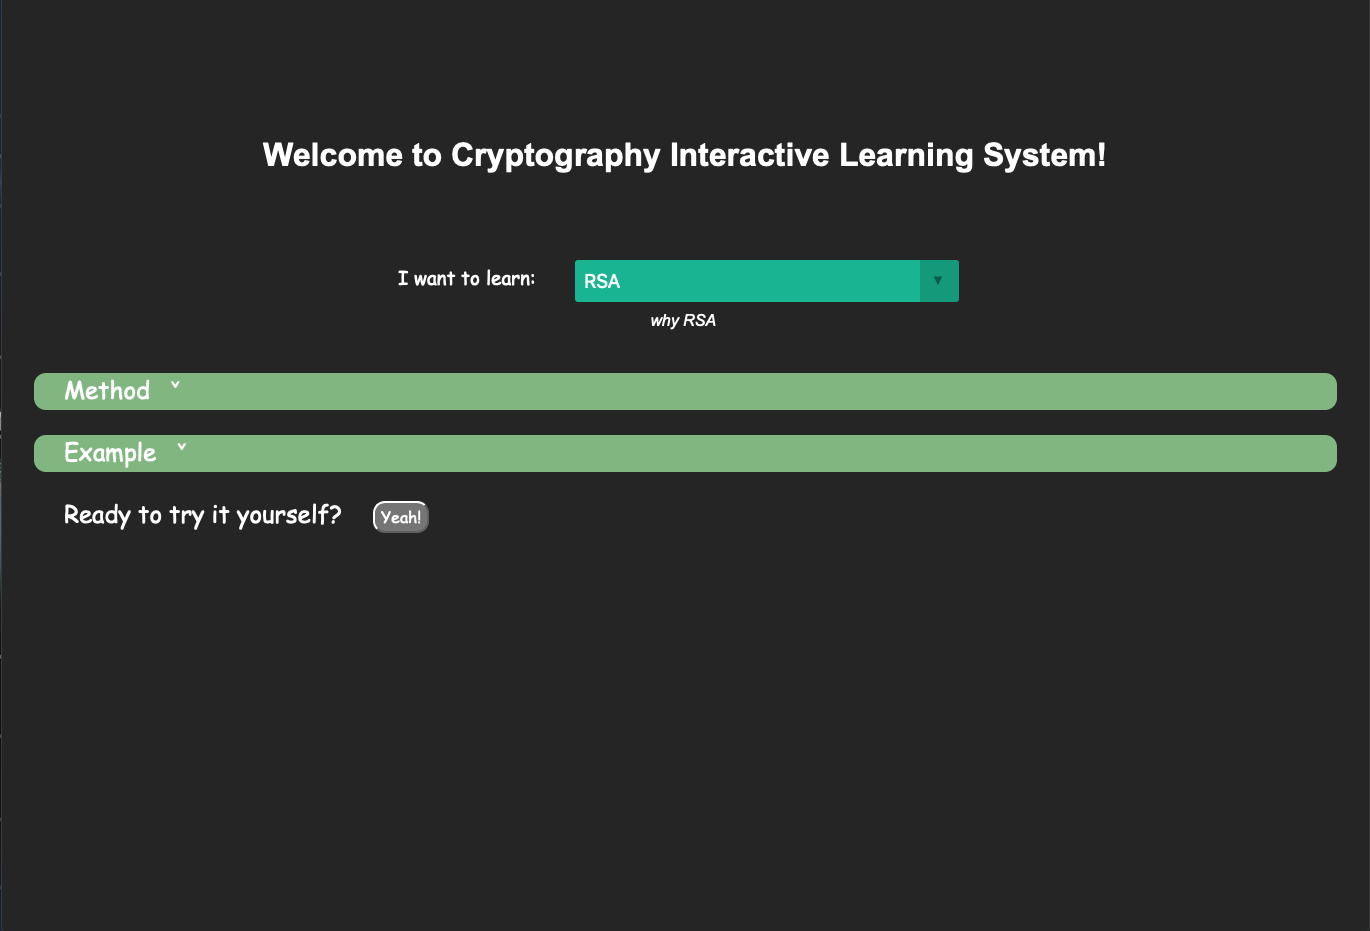 Welcome to Cryptography Interactive Learning System!
I want to learn: RSA
why RSA
Method
Example
Ready to try it yourself? Yeah!